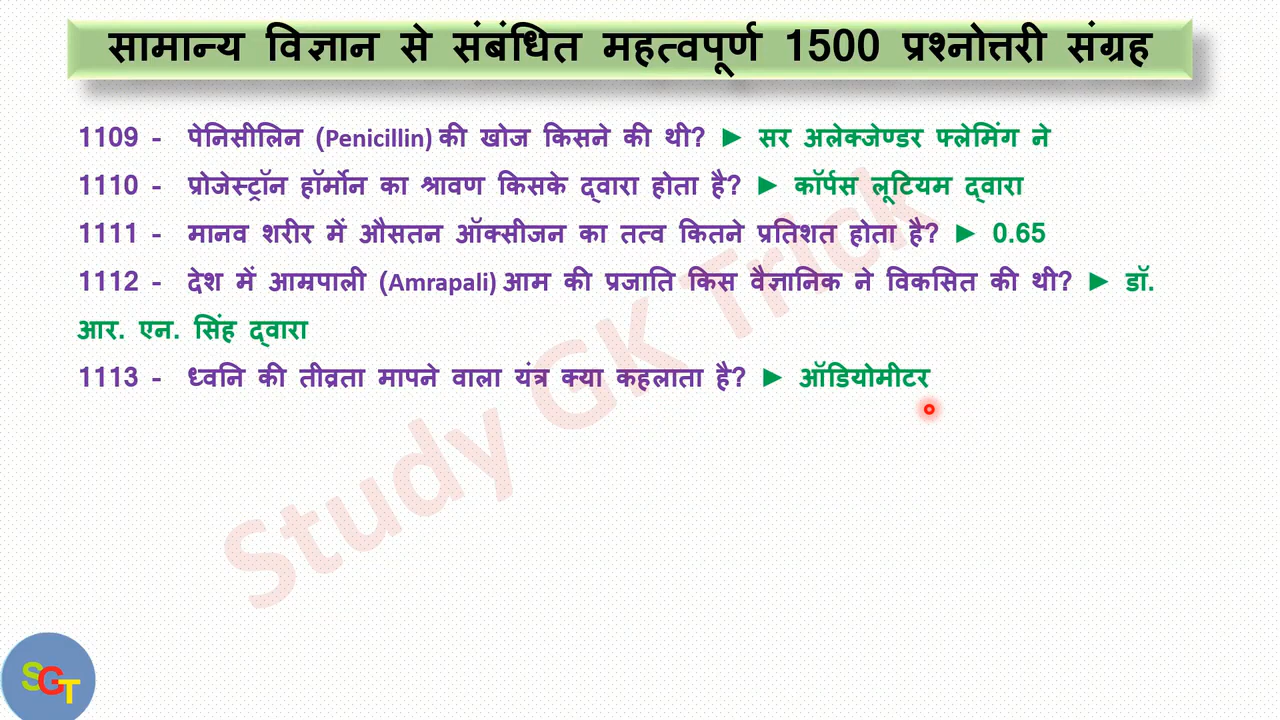 सामान्य विज्ञान से संबंधित महत्वपूर्ण 1500 प्रश्नोत्तरी संग्रह
1109 - पेनिसीलिन (Penicillin) की खोज किसने की थी? ► सर अलेक्जेण्डर फ्लेमिंग ने
1110 - प्रोजेस्ट्रॉन हॉर्मोन का श्रावण किसके द्वारा होता है? ► कॉर्पस लूटियम द्वारा
1111 - मानव शरीर में औसतन ऑक्सीजन का तत्व कितने प्रतिशत होता है? ► 0.65
1112 - देश में आम्रपाली (Amrapali) आम की प्रजाति किस वैज्ञानिक ने विकसित की थी? ► डॉ.
आर. एन. सिंह द्वारा
1113 - ध्वनि की तीव्रता मापने वाला यंत्र क्या कहलाता है? ► ऑडियोमीटर
Study GK Trick
SGT